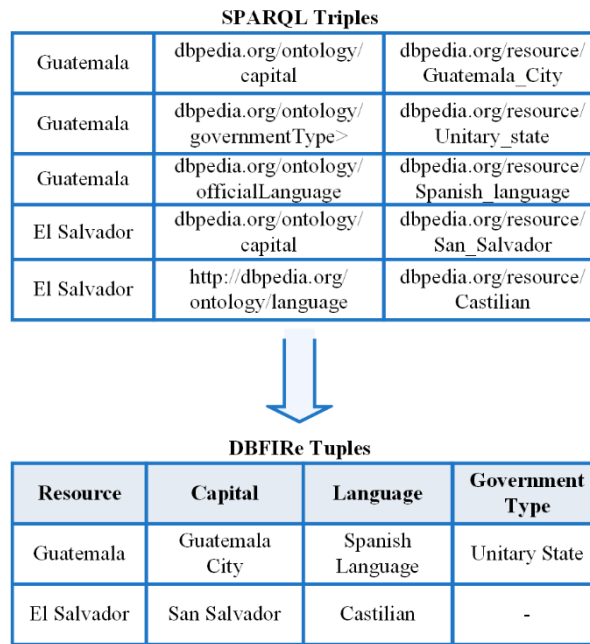 SPARQL Triples
Guatemala
dbpedia.org/ontology/
capital
dbpedia.org/resource/
Guatemala_City
Guatemala
dbpedia.org/ontology/
governmentType>
dbpedia.org/resource/
Unitary_state
Guatemala
dbpedia.org/ontology/
officialLanguage
dbpedia.org/resource/
Spanish_language
El Salvador
dbpedia.org/ontology/
capital
dbpedia.org/resource/
San_Salvador
El Salvador
http://dbpedia.org/
ontology/language
dbpedia.org/resource/
Castilian
DBFIRe Tuples
Resource
Capital
Language
Government
Type
Guatemala
Guatemala
City
Spanish
Language
Unitary State
El Salvador
San Salvador
Castilian
-